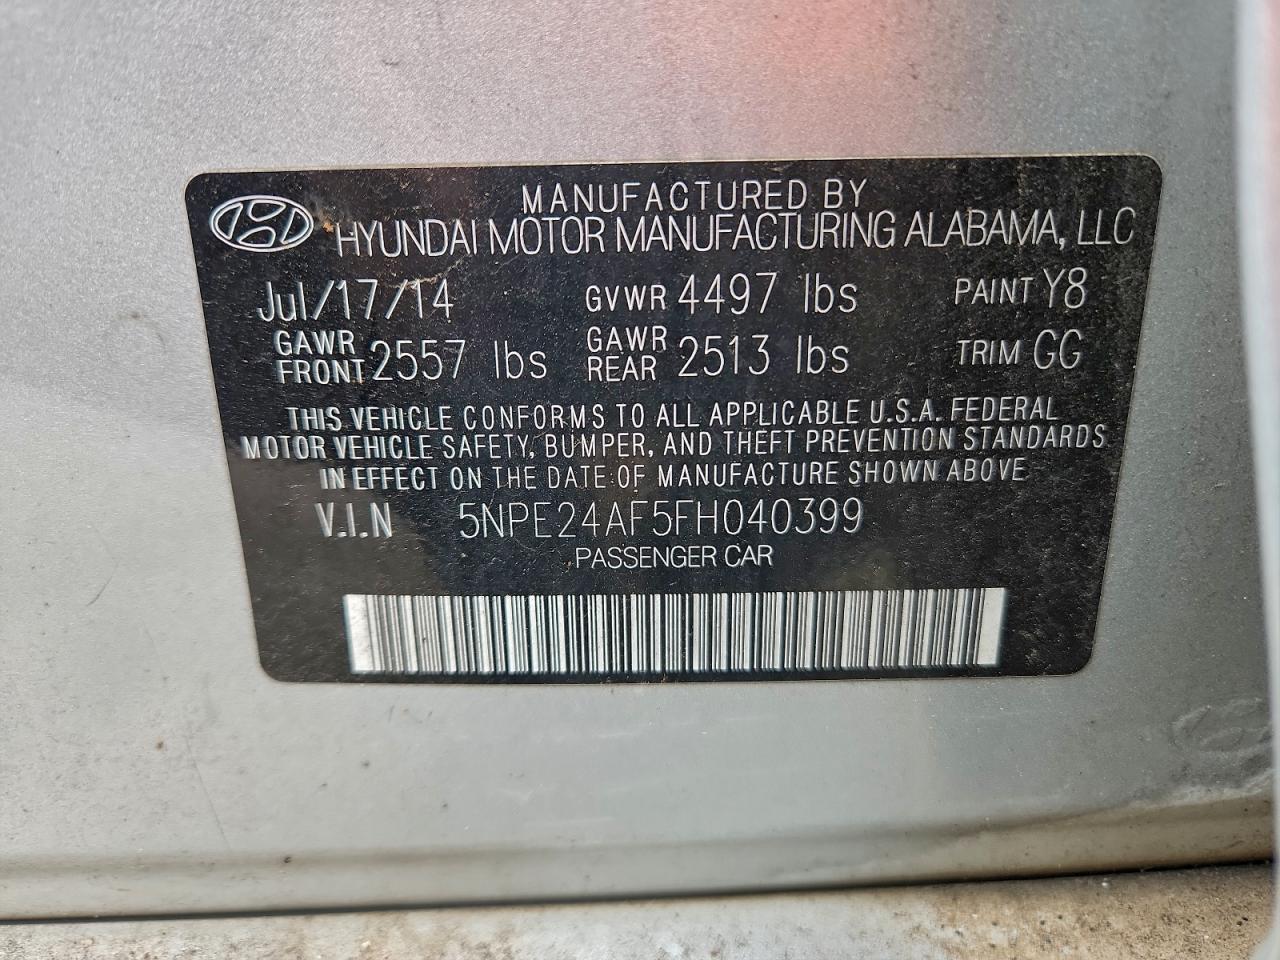 MANUFACTURED BY
HYUNDAI MOTOR MANUFACTURING ALABAMA, LLC
Jul/17/14 GVWR 4497 lbs PAINT Y8
GAWR FRONT 2557 lbs GAWR REAR 2513 lbs TRIM GG
THIS VEHICLE CONFORMS TO ALL APPLICABLE U.S.A. FEDERAL
MOTOR VEHICLE SAFETY, BUMPER, AND THEFT PREVENTION STANDARDS
IN EFFECT ON THE DATE OF MANUFACTURE SHOWN ABOVE
V.I.N 5NPE24AF5FH040399
PASSENGER CAR